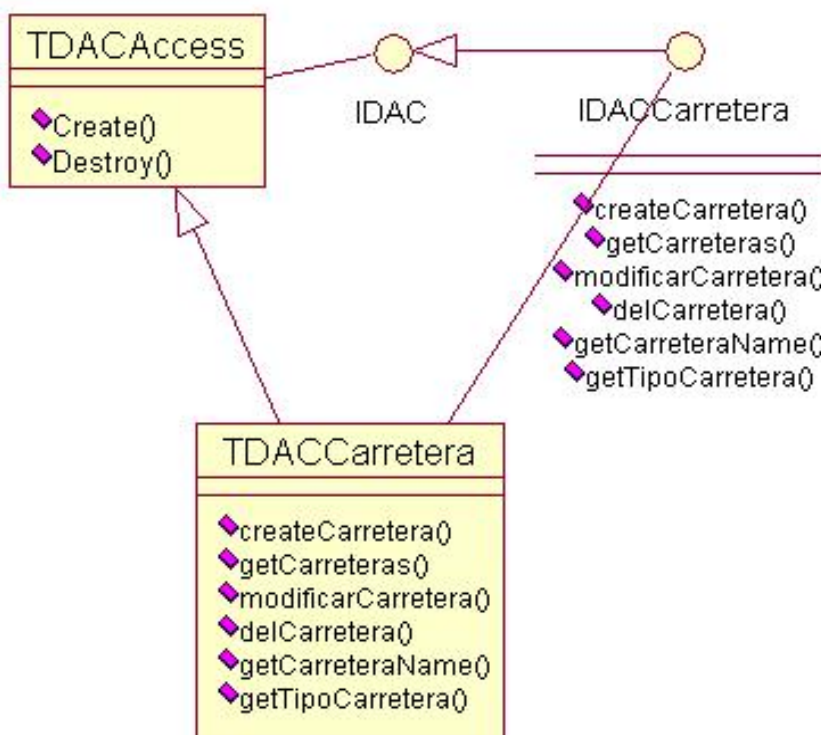 TDACAccess
Create()
Destroy()
IDAC
IDACCarretera
createCarretera()
getCarreteras()
modificarCarretera()
delCarretera()
getCarreteraName()
getTipoCarretera()
TDACCarretera
createCarretera()
getCarreteras()
modificarCarretera()
delCarretera()
getCarreteraName()
getTipoCarretera()